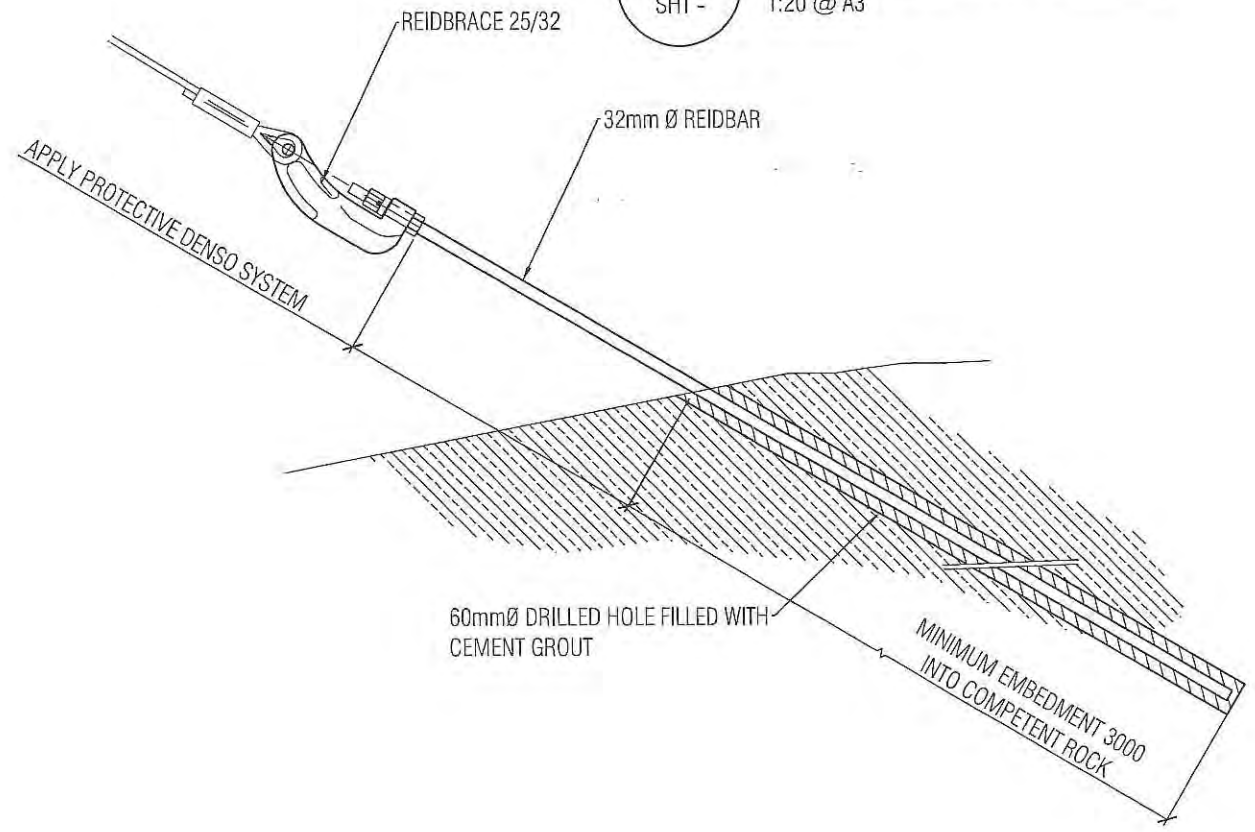 SHT -
1:20 @ A3
REIDBRACE 25/32
32mm Ø REIDBAR
APPLY PROTECTIVE DENSO SYSTEM
60mmØ DRILLED HOLE FILLED WITH
CEMENT GROUT
MINIMUM EMBEDMENT 3000
INTO COMPETENT ROCK